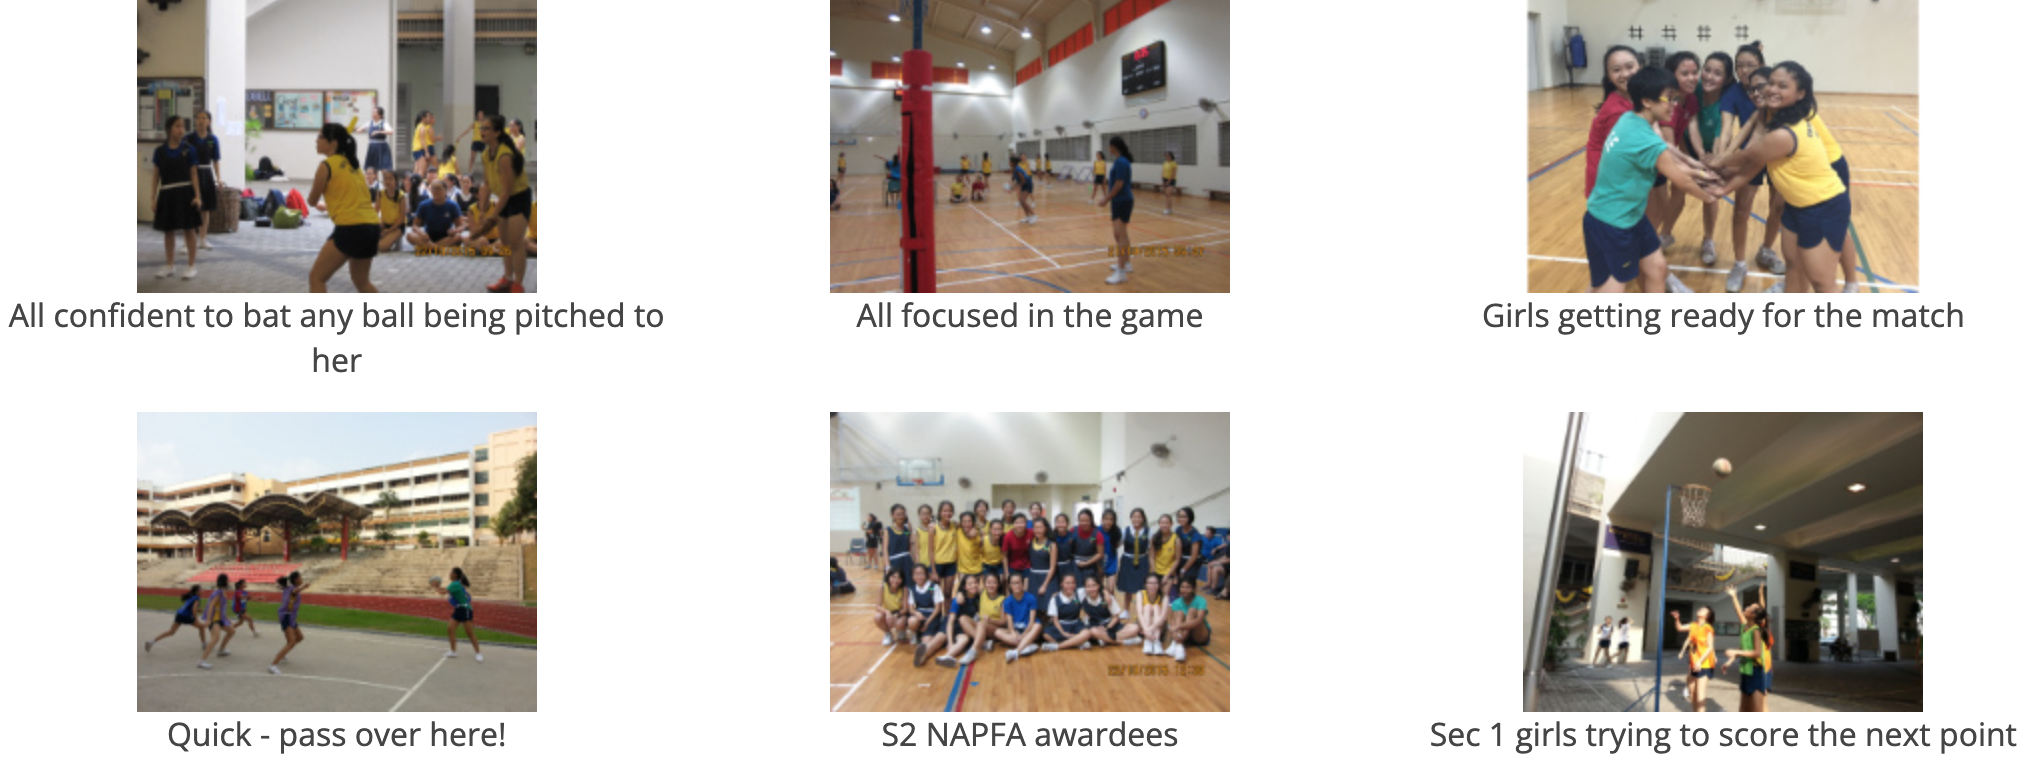 All confident to bat any ball being pitched to
her
All focused in the game
Girls getting ready for the match
Quick - pass over here!
S2 NAPFA awardees
Sec 1 girls trying to score the next point